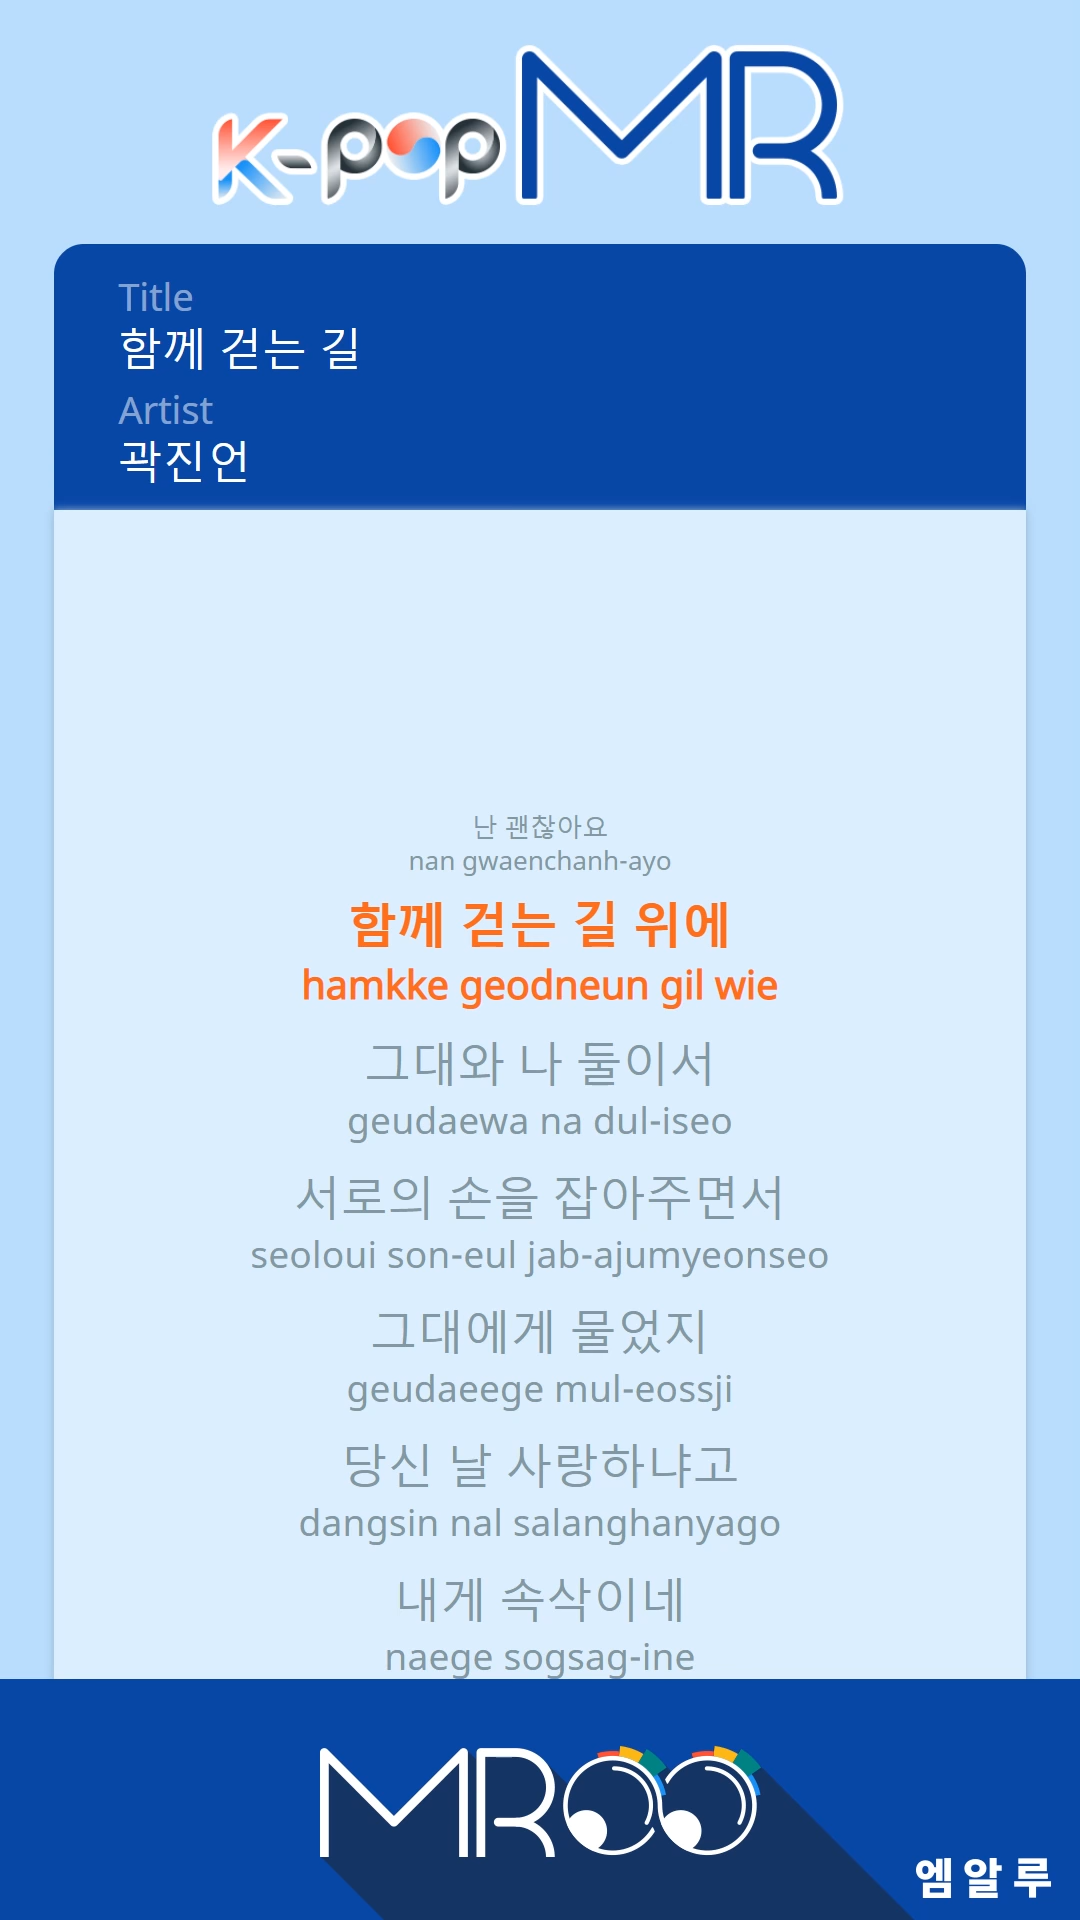 K-pop MR
Title
함께 걷는 길
Artist
곽진언
난 괜찮아요
nan gwaenchanh-ayo
함께 걷는 길 위에
hamkke geodneun gil wie
그대와 나 둘이서
geudaewa na dul-iseo
서로의 손을 잡아주면서
seoloui son-eul jab-ajumyeonseo
그대에게 물었지
geudaeege mul-eossji
당신 날 사랑하냐고
dangsin nal salanghanyago
내게 속삭이네
naege sogsag-ine
MROO
엠알루